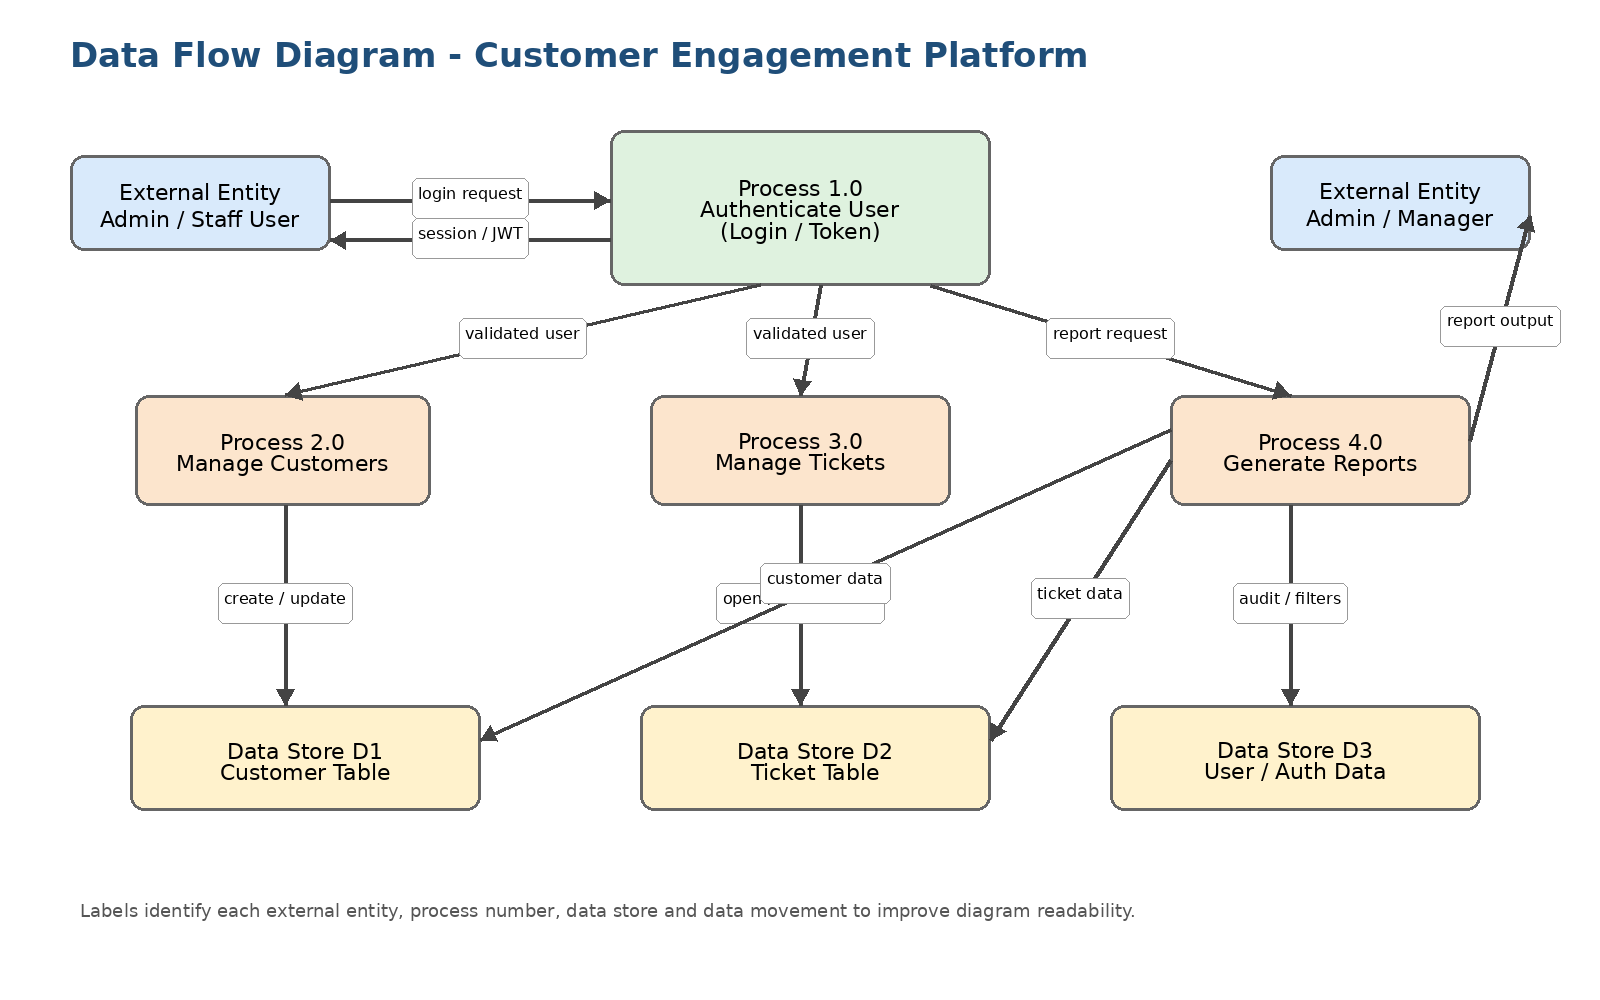 Data Flow Diagram - Customer Engagement Platform
External Entity
Admin / Staff User
login request
session / JWT
Process 1.0
Authenticate User
(Login / Token)
External Entity
Admin / Manager
validated user
validated user
report request
report output
Process 2.0
Manage Customers
Process 3.0
Manage Tickets
Process 4.0
Generate Reports
create / update
open
customer data
ticket data
audit / filters
Data Store D1
Customer Table
Data Store D2
Ticket Table
Data Store D3
User / Auth Data
Labels identify each external entity, process number, data store and data movement to improve diagram readability.